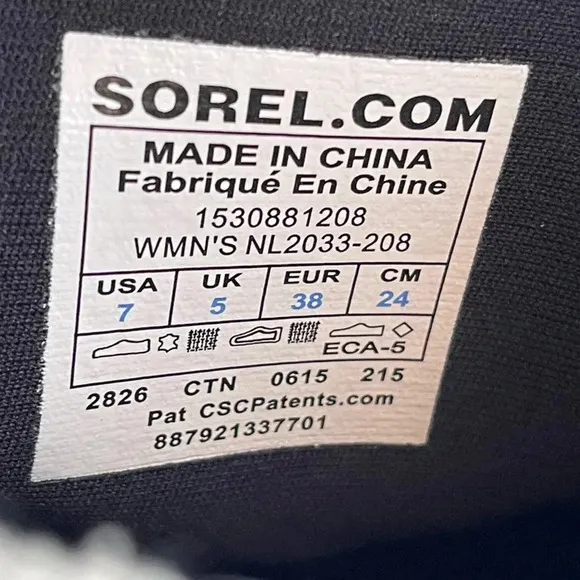 SOREL.COM
MADE IN CHINA
Fabriqué En Chine
1530881208
WMN'S NL2033-208
USA UK EUR CM
7 5 38 24
ECA-5
2826 CTN 0615 215
Pat CSCPatents.com
887921337701